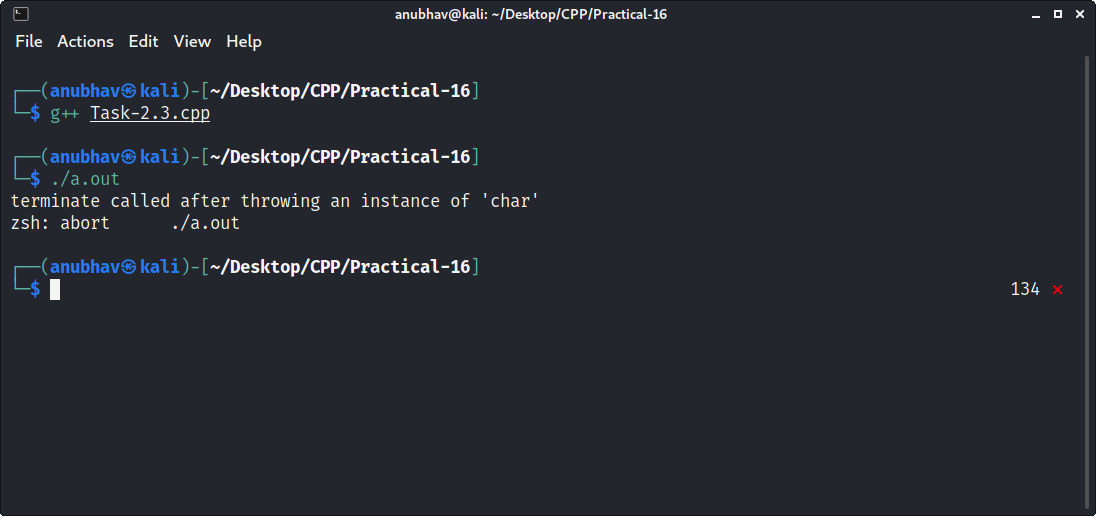 anubhav@kali: ~/Desktop/CPP/Practical-16
File Actions Edit View Help
┌──(anubhav㉿kali)-[~/Desktop/CPP/Practical-16]
└─$ g++ Task-2.3.cpp
┌──(anubhav㉿kali)-[~/Desktop/CPP/Practical-16]
└─$ ./a.out
terminate called after throwing an instance of 'char'
zsh: abort      ./a.out
┌──(anubhav㉿kali)-[~/Desktop/CPP/Practical-16]
└─$ 134 ⨯